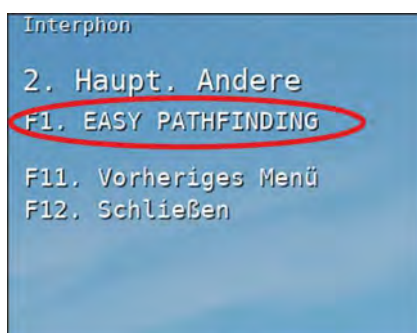 Interphon
2. Haupt. Andere
F1. EASY PATHFINDING
F11. Vorheriges Menü
F12. Schließen